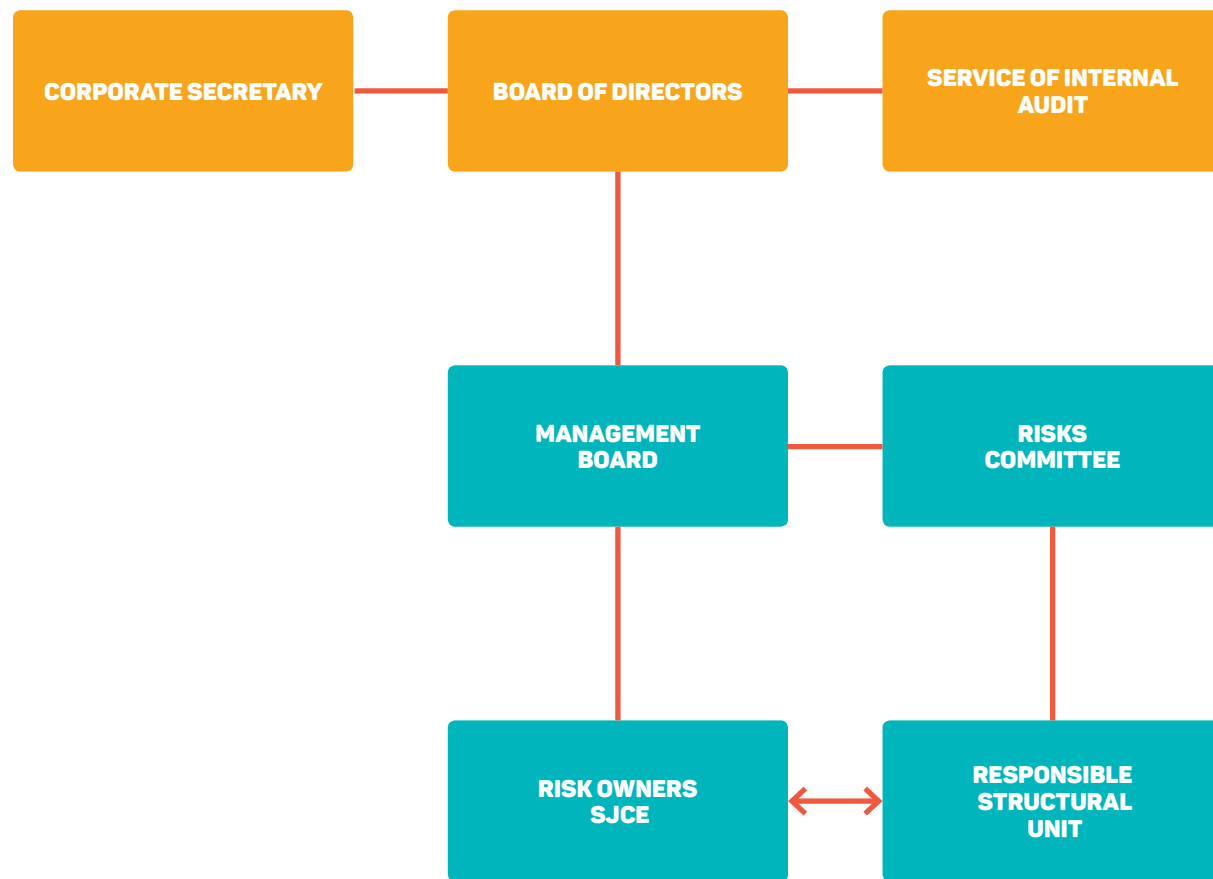 CORPORATE SECRETARY
BOARD OF DIRECTORS
SERVICE OF INTERNAL
AUDIT
MANAGEMENT
BOARD
RISKS
COMMITTEE
RISK OWNERS
SJCE
RESPONSIBLE
STRUCTURAL
UNIT